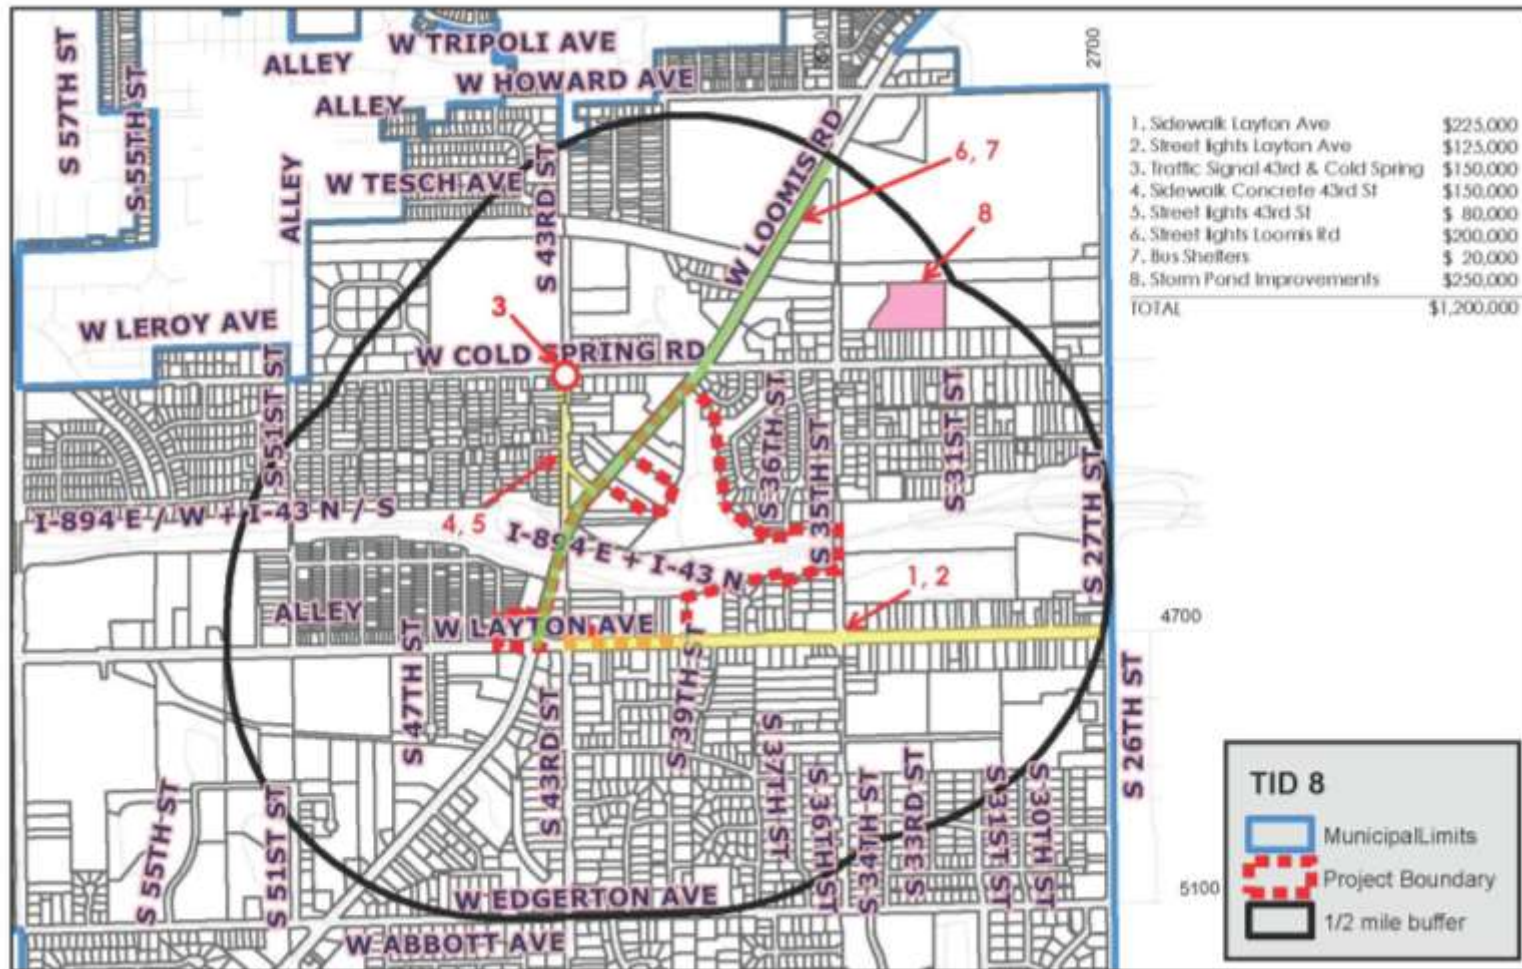 W TRIPOLI AVE
ALLEY
W HOWARD AVE
ALLEY
S 57TH ST
S 55TH ST
2700
W TESCH AVE
ALLEY
S 43RD ST
W LOOMIS RD
6, 7
8
1. Sidewalk Layton Ave $225,000
2. Street lights Layton Ave $125,000
3. Traffic Signal 43rd & Cold Spring $150,000
4. Sidewalk Concrete 43rd St $150,000
5. Street lights 43rd St $ 80,000
6. Street lights Loomis Rd $200,000
7. Bus Shelters $ 20,000
8. Storm Pond Improvements $250,000
TOTAL $1,200,000
W LEROY AVE
3
W COLD SPRING RD
S 51ST ST
S 36TH ST
S 35TH ST
S 31ST ST
S 27TH ST
I-894 E / W + I-43 N / S
4, 5
I-894 E + I-43 N
1, 2
ALLEY
W LAYTON AVE
4700
S 47TH ST
S 39TH ST
S 26TH ST
S 43RD ST
S 37TH ST
S 55TH ST
S 51ST ST
S 36TH ST
S 34TH ST
S 33RD ST
S 31ST ST
S 30TH ST
W EDGERTON AVE
5100
W ABBOTT AVE
TID 8
MunicipalLimits
Project Boundary
1/2 mile buffer